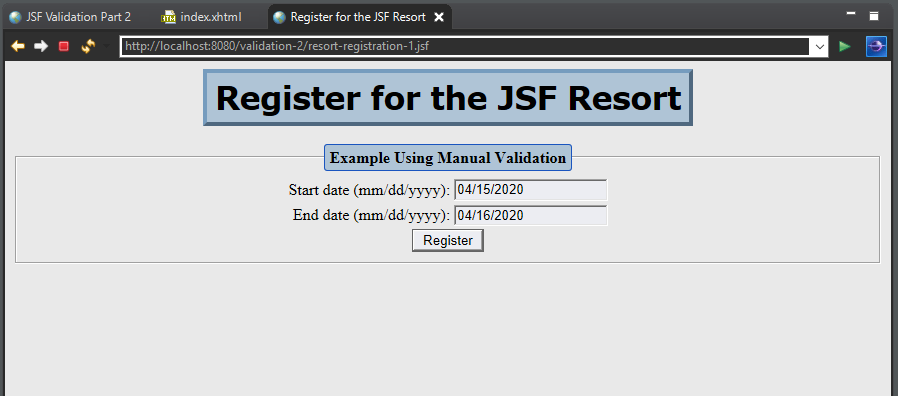 JSF Validation Part 2
index.xhtml
Register for the JSF Resort
http://localhost:8080/validation-2/resort-registration-1.jsf
Register for the JSF Resort
Example Using Manual Validation
Start date (mm/dd/yyyy): 04/15/2020
End date (mm/dd/yyyy): 04/16/2020
Register